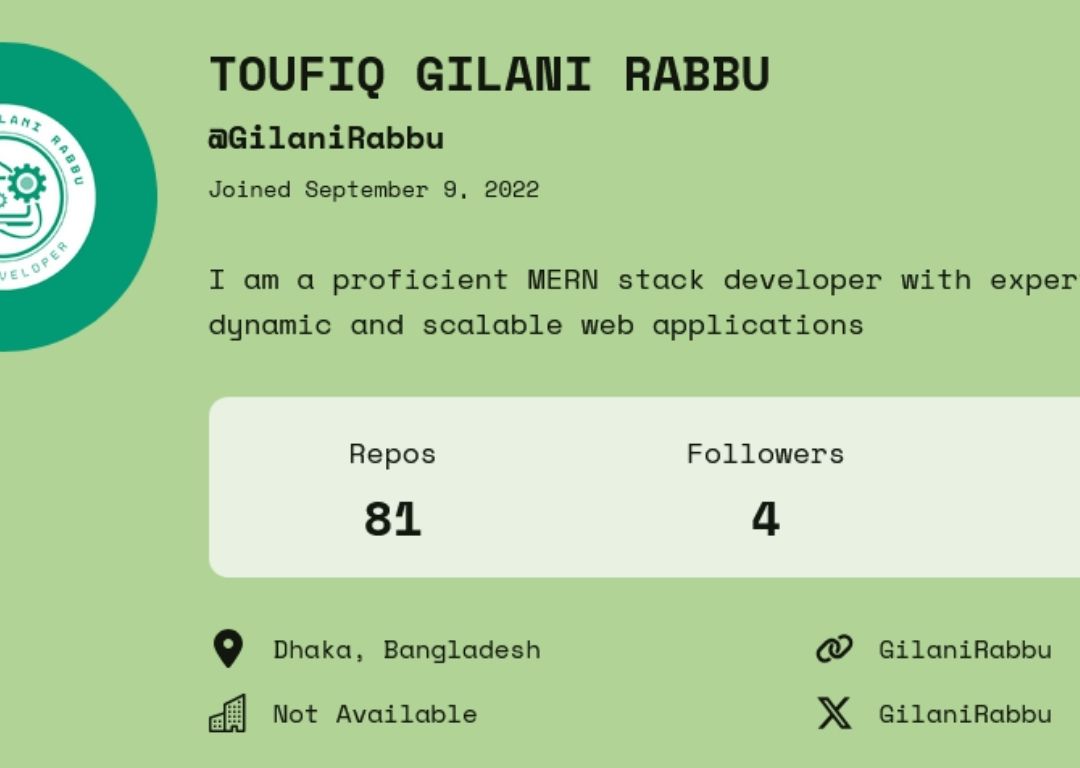 TOUFIQ GILANI RABBU
@GilaniRabbu
Joined September 9, 2022
LANI RABBU
VELOPER
I am a proficient MERN stack developer with exper
dynamic and scalable web applications
Repos Followers
81 4
Dhaka, Bangladesh GilaniRabbu
Not Available GilaniRabbu